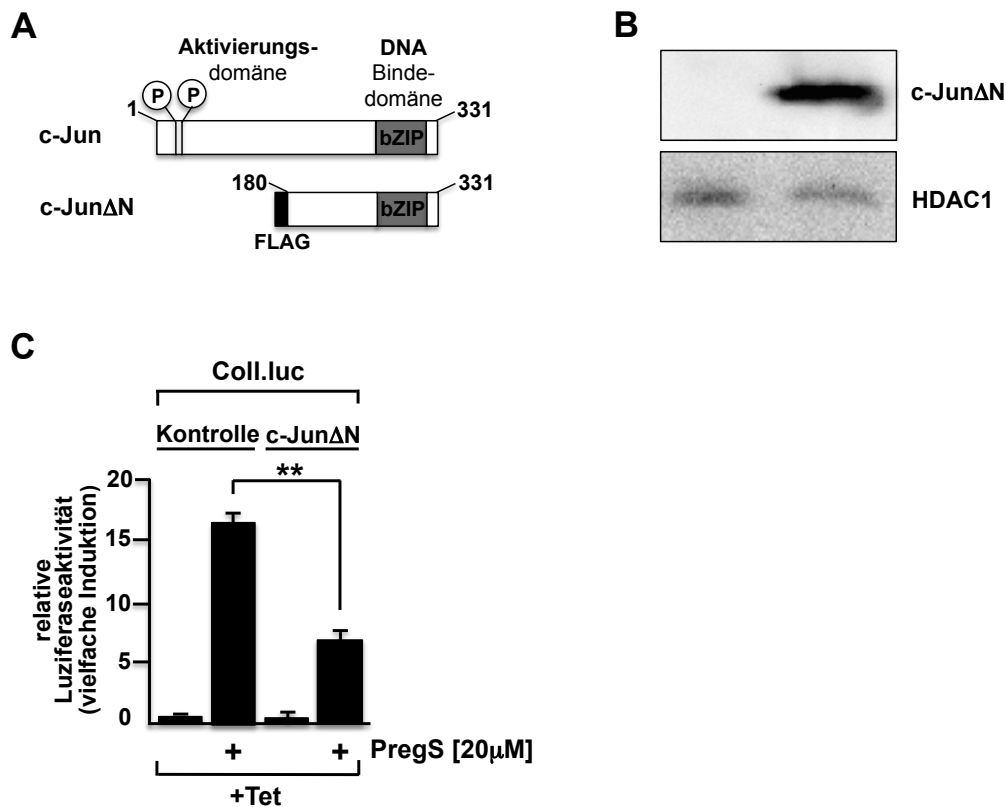 A
Aktivierungs-
domäne
DNA
Binde-
domäne
P P
1
331
c-Jun
bZIP
180
331
c-JunΔN
bZIP
FLAG
B
c-JunΔN
HDAC1
C
Coll.luc
Kontrolle c-JunΔN
**
relative
Luziferaseaktivität
(vielfache Induktion)
20
15
10
5
0
+ + PregS [20µM]
+Tet